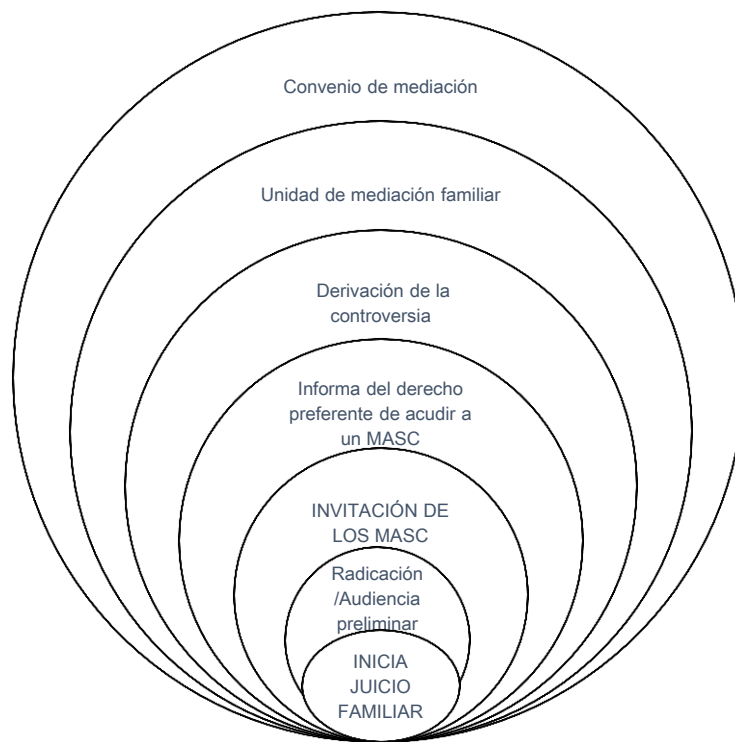 Convenio de mediación
Unidad de mediación familiar
Derivación de la
controversia
Informa del derecho
preferente de acudir a
un MASC
INVITACIÓN DE
LOS MASC
Radicación
/Audiencia
preliminar
INICIA
JUICIO
FAMILIAR